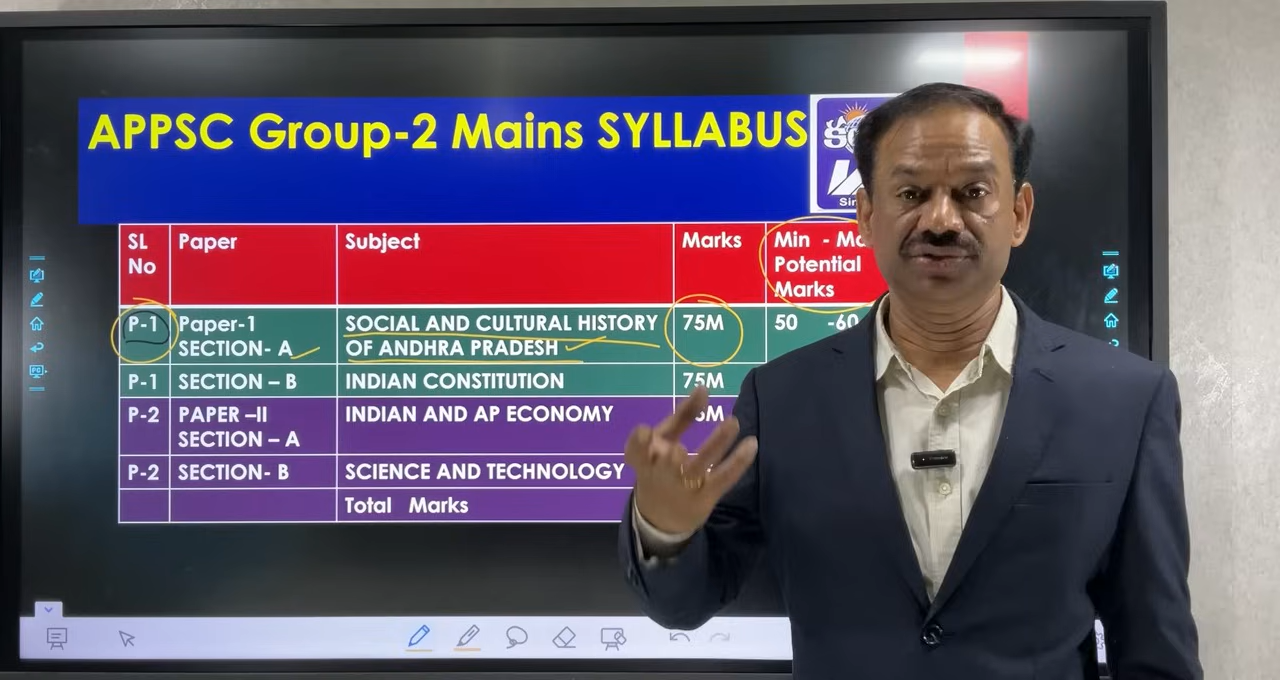 APPSC Group-2 Mains SYLLABUS
SL No
Paper
Subject
Marks
Min - Potential Marks
P-1
Paper-1
SECTION- A
SOCIAL AND CULTURAL HISTORY
OF ANDHRA PRADESH
75M
50 -60
P-1
SECTION – B
INDIAN CONSTITUTION
75M
P-2
PAPER –II
SECTION – A
INDIAN AND AP ECONOMY
P-2
SECTION- B
SCIENCE AND TECHNOLOGY
Total Marks